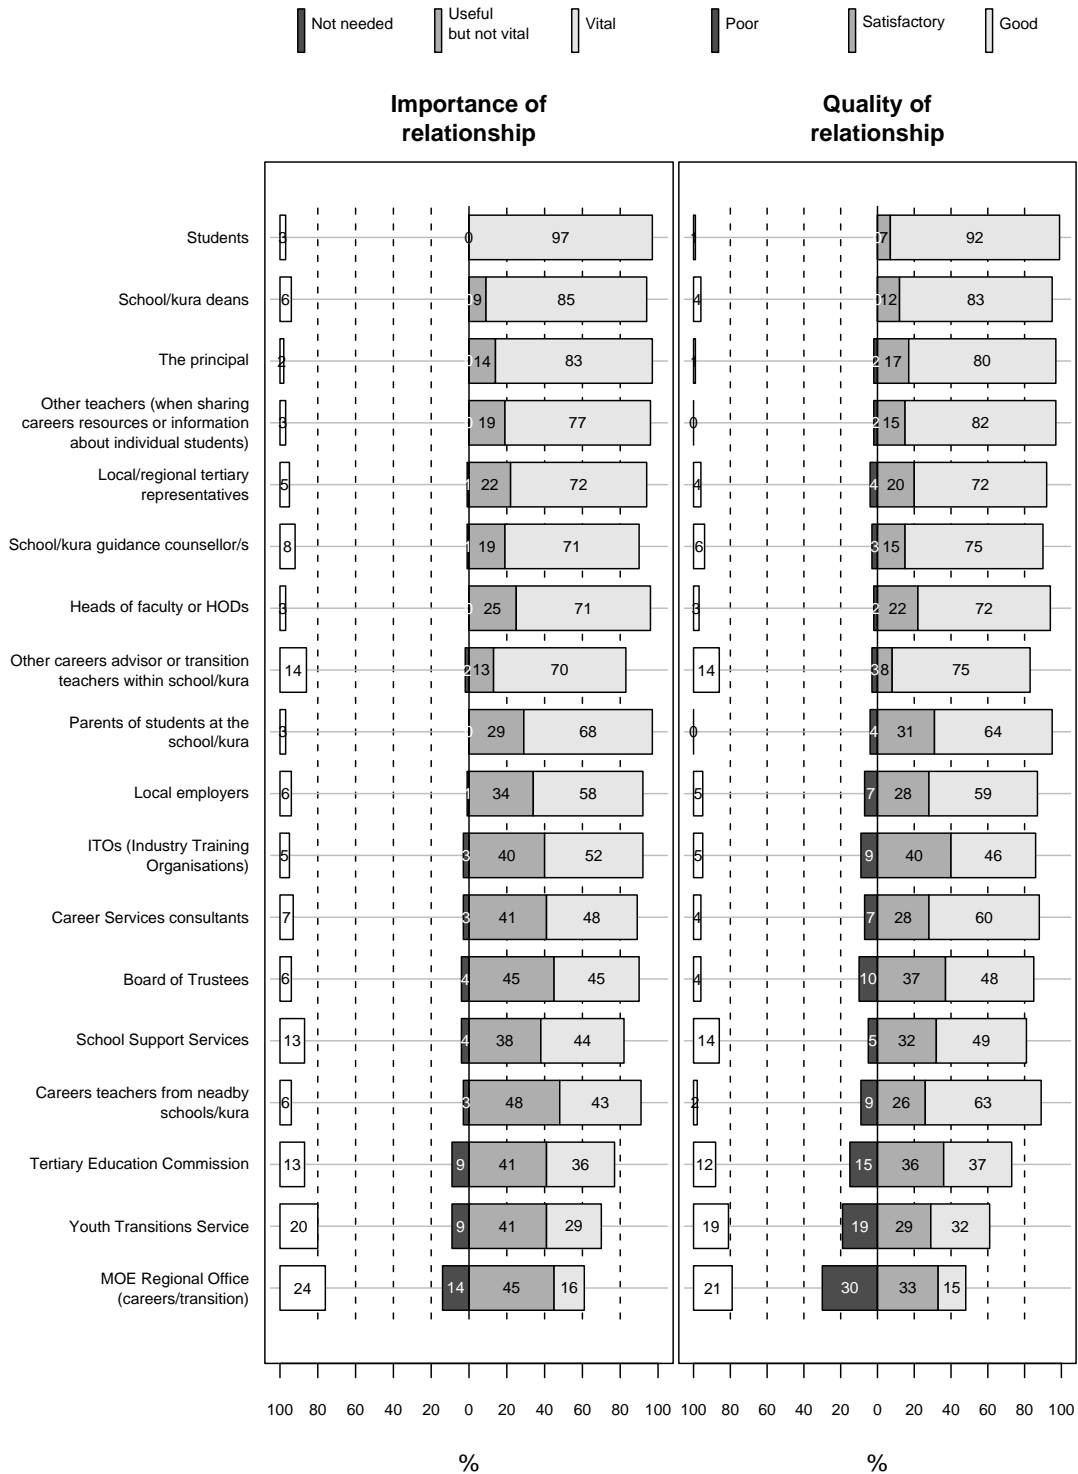 Not needed
Useful
but not vital
Vital
Poor
Satisfactory
Good
Importance of
relationship
Quality of
relationship
Students
3 0 97 1 0 7 92
School/kura deans
6 0 9 85 4 0 12 83
The principal
2 0 14 83 1 2 17 80
Other teachers (when sharing
careers resources or information
about individual students)
3 0 19 77 0 2 15 82
Local/regional tertiary
representatives
5 1 22 72 4 4 20 72
School/kura guidance counsellor/s
8 1 19 71 6 3 15 75
Heads of faculty or HODs
3 0 25 71 3 2 22 72
Other careers advisor or transition
teachers within school/kura
14 2 13 70 14 3 8 75
Parents of students at the
school/kura
3 0 29 68 0 4 31 64
Local employers
6 1 34 58 5 7 28 59
ITOs (Industry Training
Organisations)
5 3 40 52 5 9 40 46
Career Services consultants
7 3 41 48 4 7 28 60
Board of Trustees
6 4 45 45 4 10 37 48
School Support Services
13 4 38 44 14 5 32 49
Careers teachers from neadby
schools/kura
6 3 48 43 2 9 26 63
Tertiary Education Commission
13 9 41 36 12 15 36 37
Youth Transitions Service
20 9 41 29 19 19 29 32
MOE Regional Office
(careers/transition)
24 14 45 16 21 30 33 15
100 80 60 40 20 0 20 40 60 80 100
100 80 60 40 20 0 20 40 60 80 100
%
%